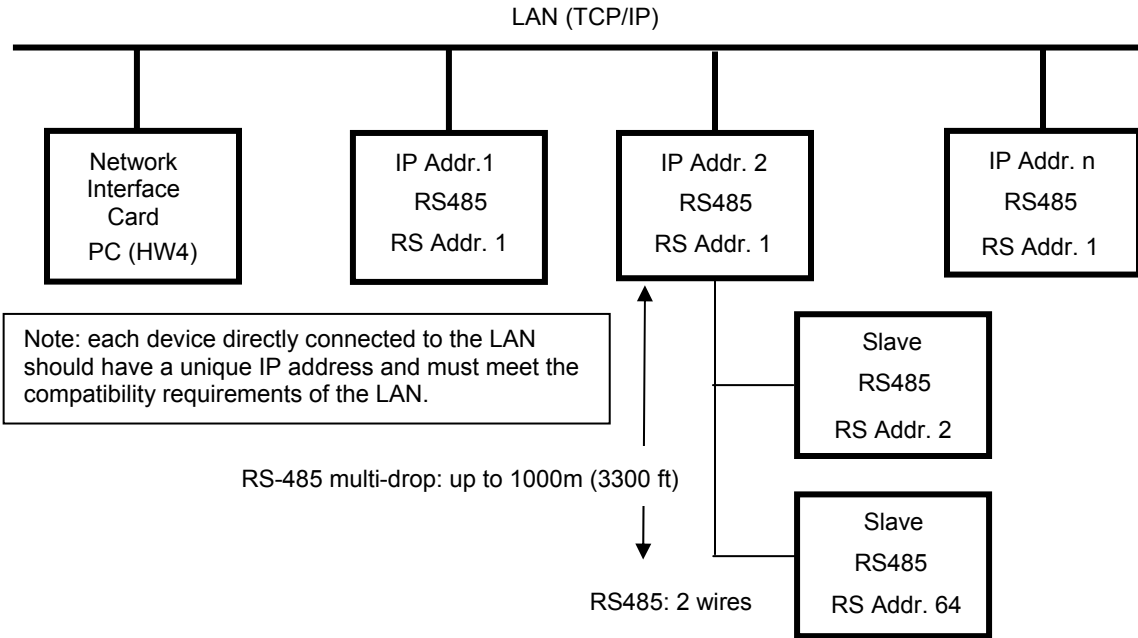 LAN (TCP/IP)
Network
Interface
Card
PC (HW4)
IP Addr.1
RS485
RS Addr. 1
IP Addr. 2
RS485
RS Addr. 1
IP Addr. n
RS485
RS Addr. 1
Note: each device directly connected to the LAN
should have a unique IP address and must meet the
compatibility requirements of the LAN.
Slave
RS485
RS Addr. 2
RS-485 multi-drop: up to 1000m (3300 ft)
Slave
RS485
RS Addr. 64
RS485: 2 wires